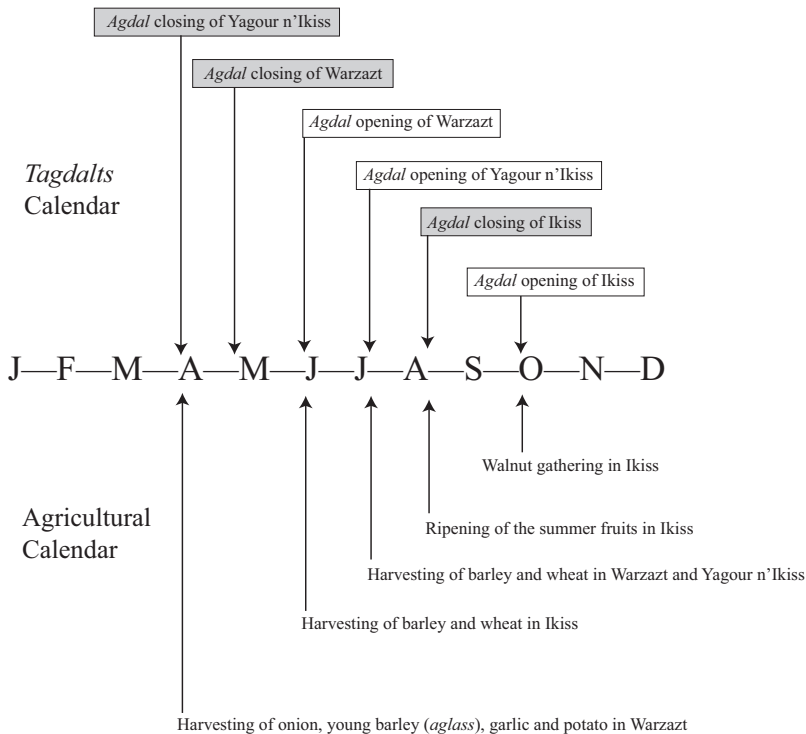 Agdal closing of Yagour n'Ikiss
Agdal closing of Warzazt
Agdal opening of Warzazt
Tagdalts
Calendar
Agdal opening of Yagour n'Ikiss
Agdal closing of Ikiss
Agdal opening of Ikiss
J—F—M—A—M—J—J—A—S—O—N—D
Walnut gathering in Ikiss
Agricultural
Calendar
Ripening of the summer fruits in Ikiss
Harvesting of barley and wheat in Warzazt and Yagour n'Ikiss
Harvesting of barley and wheat in Ikiss
Harvesting of onion, young barley (aglass), garlic and potato in Warzazt